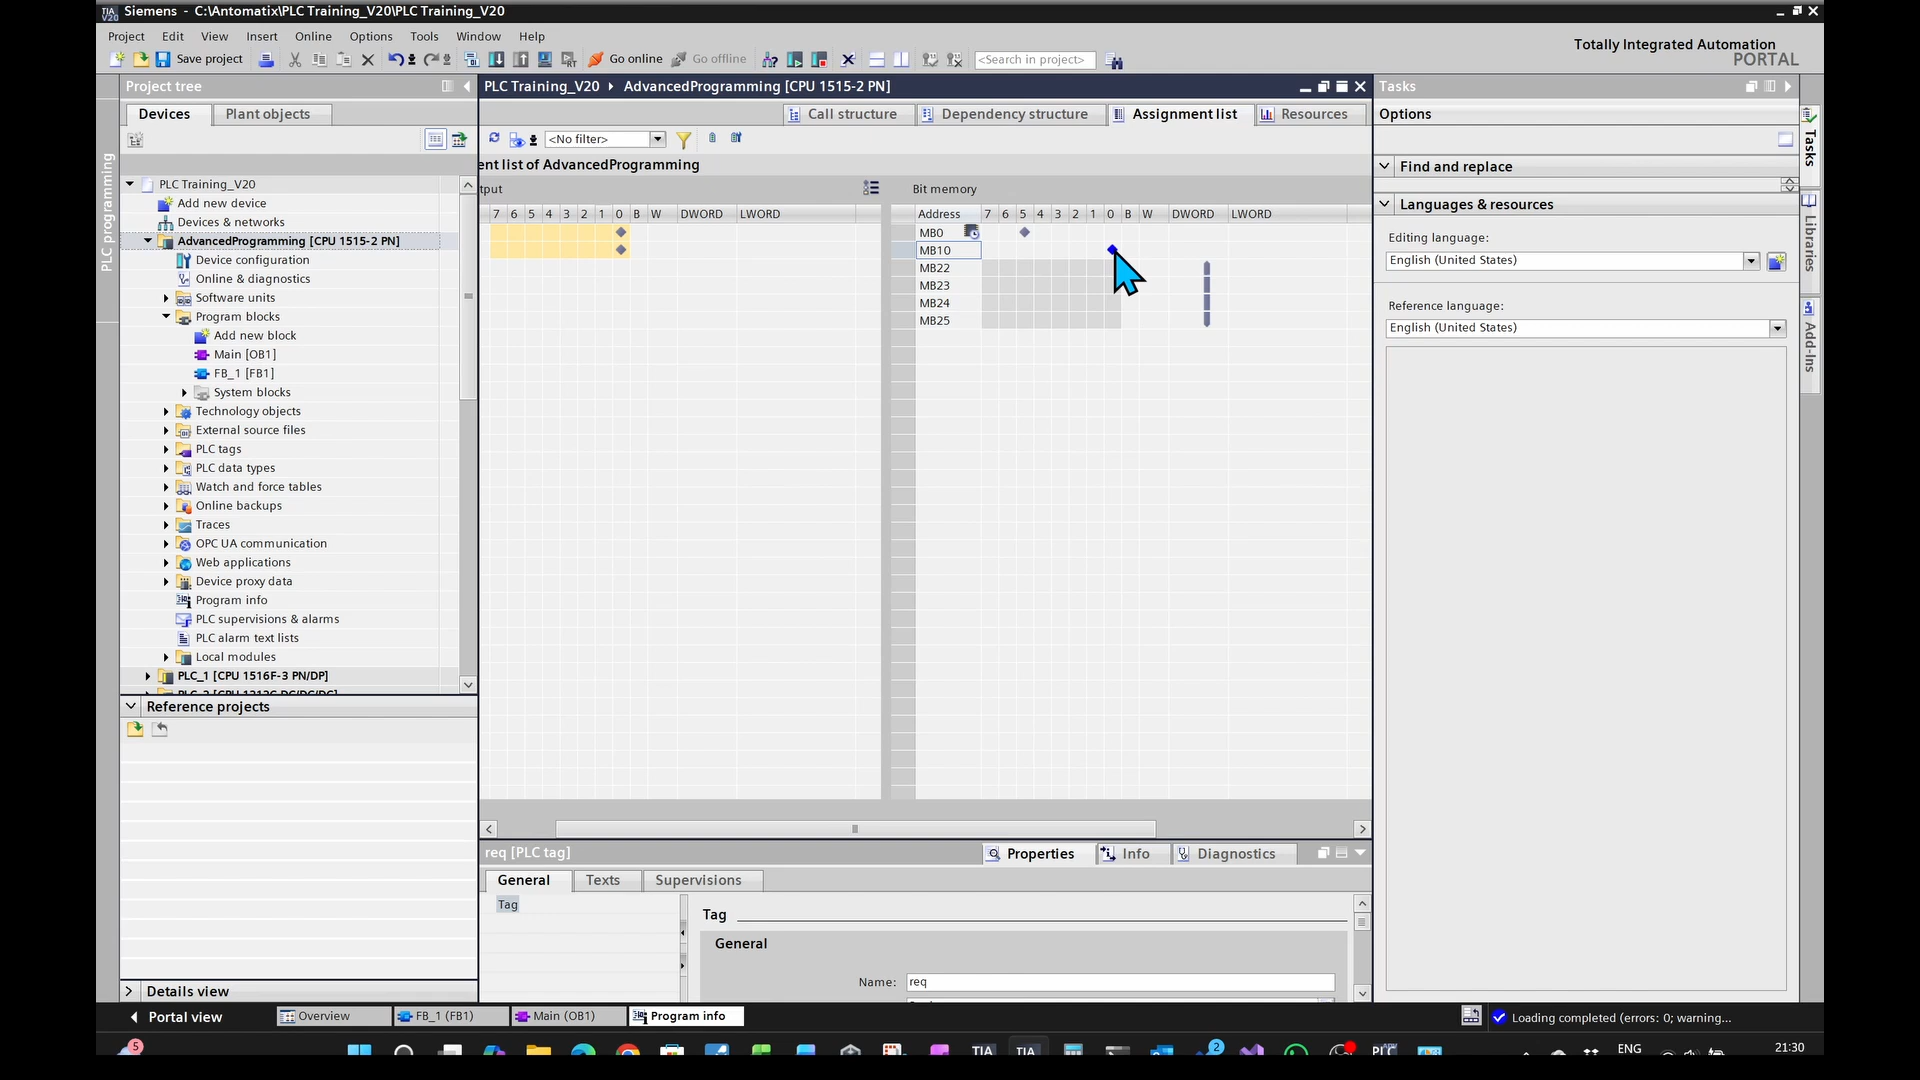 Siemens - C:\Antomatix\PLC Training_V20\PLC Training_V20
Project Edit View Insert Online Options Tools Window Help
Totally Integrated Automation
PORTAL
Save project Go online Go offline <Search in project>
Project tree
PLC Training_V20 AdvancedProgramming [CPU 1515-2 PN]
Tasks
Devices Plant objects
Call structure Dependency structure Assignment list Resources
Options
<No filter>
ent list of AdvancedProgramming
Find and replace
tput
Bit memory
Languages & resources
7 6 5 4 3 2 1 0 B W DWORD LWORD
Address 7 6 5 4 3 2 1 0 B W DWORD LWORD
MB0
MB10
MB22
MB23
MB24
MB25
Editing language:
English (United States)
Reference language:
English (United States)
PLC programming
PLC Training_V20
Add new device
Devices & networks
AdvancedProgramming [CPU 1515-2 PN]
Device configuration
Online & diagnostics
Software units
Program blocks
Add new block
Main [OB1]
FB_1 [FB1]
System blocks
Technology objects
External source files
PLC tags
PLC data types
Watch and force tables
Online backups
Traces
OPC UA communication
Web applications
Device proxy data
Program info
PLC supervisions & alarms
PLC alarm text lists
Local modules
PLC_1 [CPU 1516F-3 PN/DP]
Reference projects
Details view
Tasks
Libraries
Add-Ins
req [PLC tag]
Properties Info Diagnostics
General Texts Supervisions
Tag
Tag
General
Name: req
Portal view Overview FB_1 (FB1) Main (OB1) Program info
Loading completed (errors: 0; warning...
5
TIA TIA
2
PLC
ENG
21:30